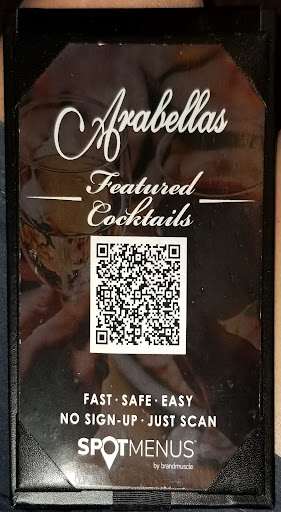 Arabellas
Featured
Cocktails
FAST · SAFE · EASY
NO SIGN-UP · JUST SCAN
SPOTMENUS
by brandmuscle